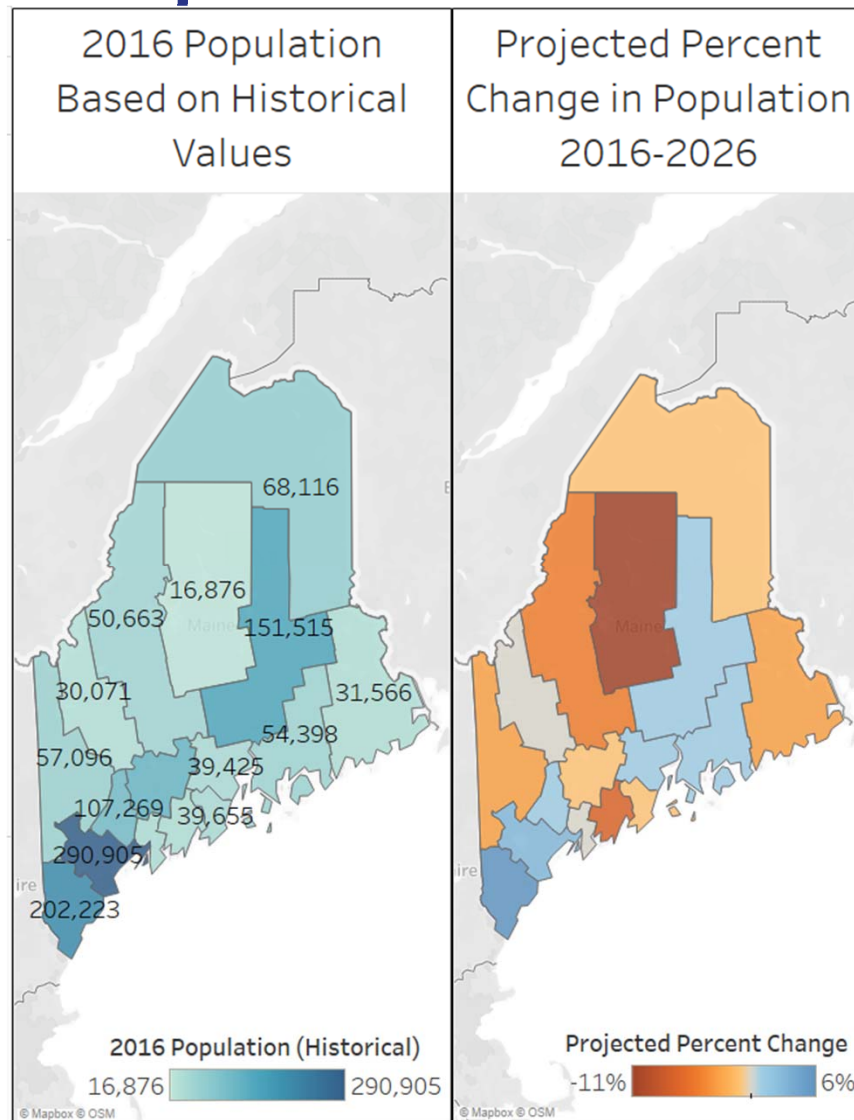 2016 Population
Based on Historical
Values
68,116
16,876
50,663
Maine
151,515
30,071
31,566
54,398
57,096
39,425
107,269
39,655
290,905
ire
202,223
2016 Population (Historical)
16,876
290,905
© Mapbox © OSM
Projected Percent
Change in Population
2016-2026
Maine
ire
Projected Percent Change
-11%
6%
© Mapbox © OSM